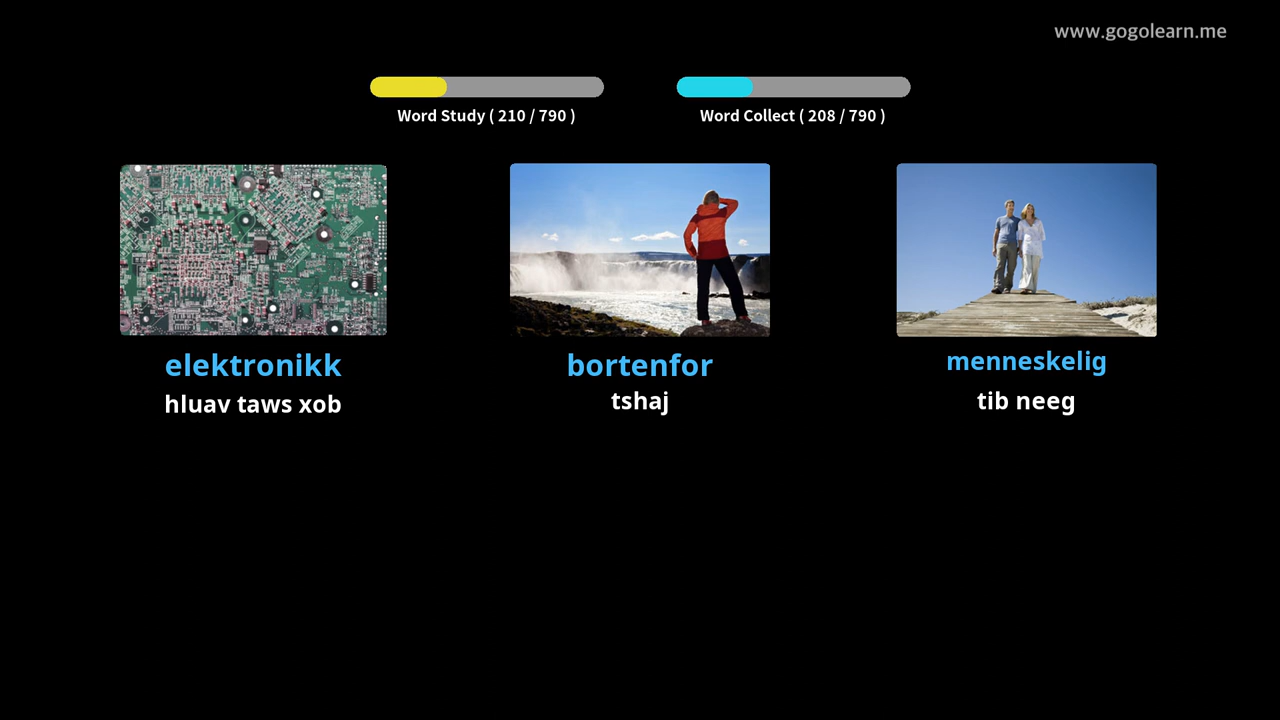 www.gogolearn.me
Word Study ( 210 / 790 )
Word Collect ( 208 / 790 )
elektronikk
hluav taws xob
bortenfor
tshaj
menneskelig
tib neeg